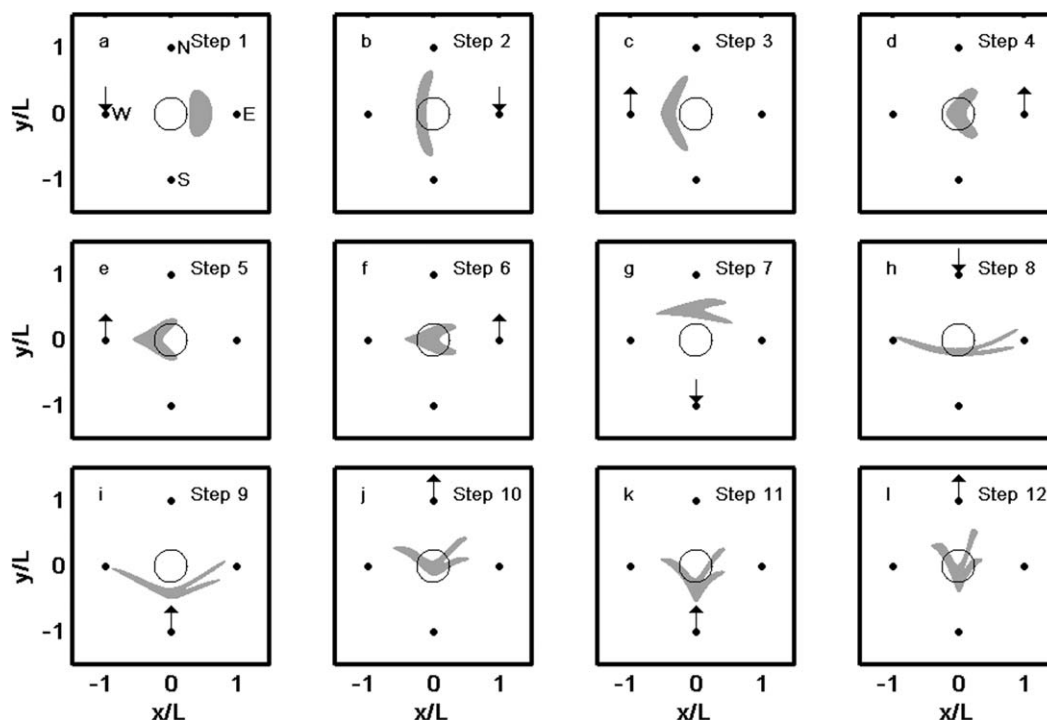 a Step 1
b Step 2
c Step 3
d Step 4
1
0
-1
y/L
N
W
E
S
e Step 5
f Step 6
g Step 7
h Step 8
1
0
-1
y/L
i Step 9
j Step 10
k Step 11
l Step 12
1
0
-1
y/L
-1 0 1
-1 0 1
-1 0 1
-1 0 1
x/L
x/L
x/L
x/L